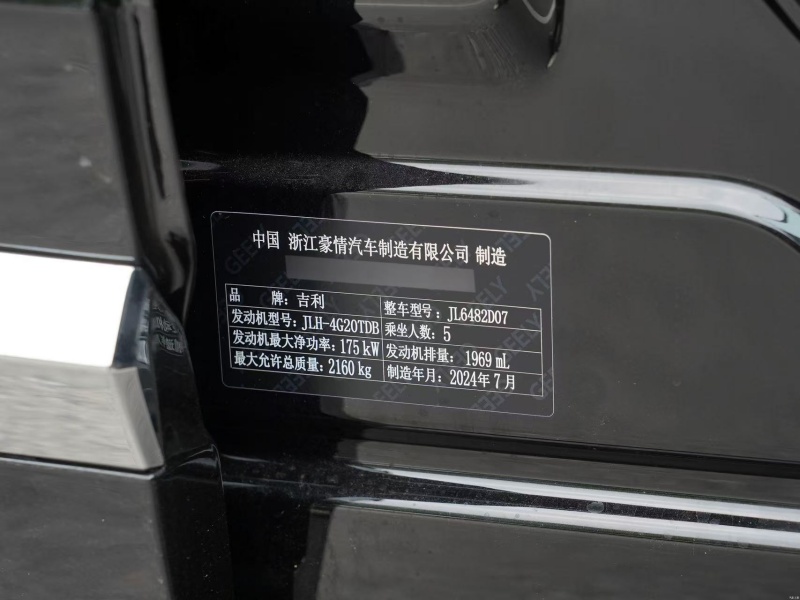 中国 浙江豪情汽车制造有限公司 制造
品 牌：吉利 整车型号：JL6482D07
发动机型号：JLH-4G20TDB 乘坐人数：5
发动机最大净功率：175 kW 发动机排量：1969 mL
最大允许总质量：2160 kg 制造年月：2024年7月